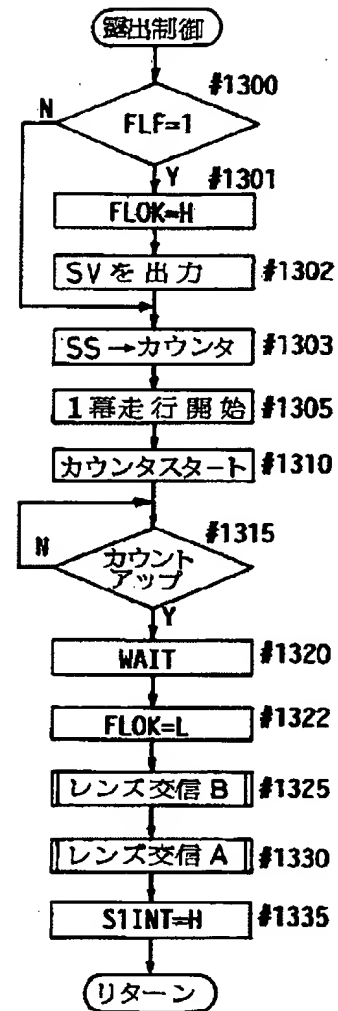 露出制御
#1300
N
FLF=1
Y
#1301
FLOK=H
SVを出力 #1302
SS→カウンタ #1303
1幕走行開始 #1305
カウンタスタート #1310
#1315
N
カウント
アップ
Y
WAIT #1320
FLOK=L #1322
レンズ交信B #1325
レンズ交信A #1330
S1INT=H #1335
リターン